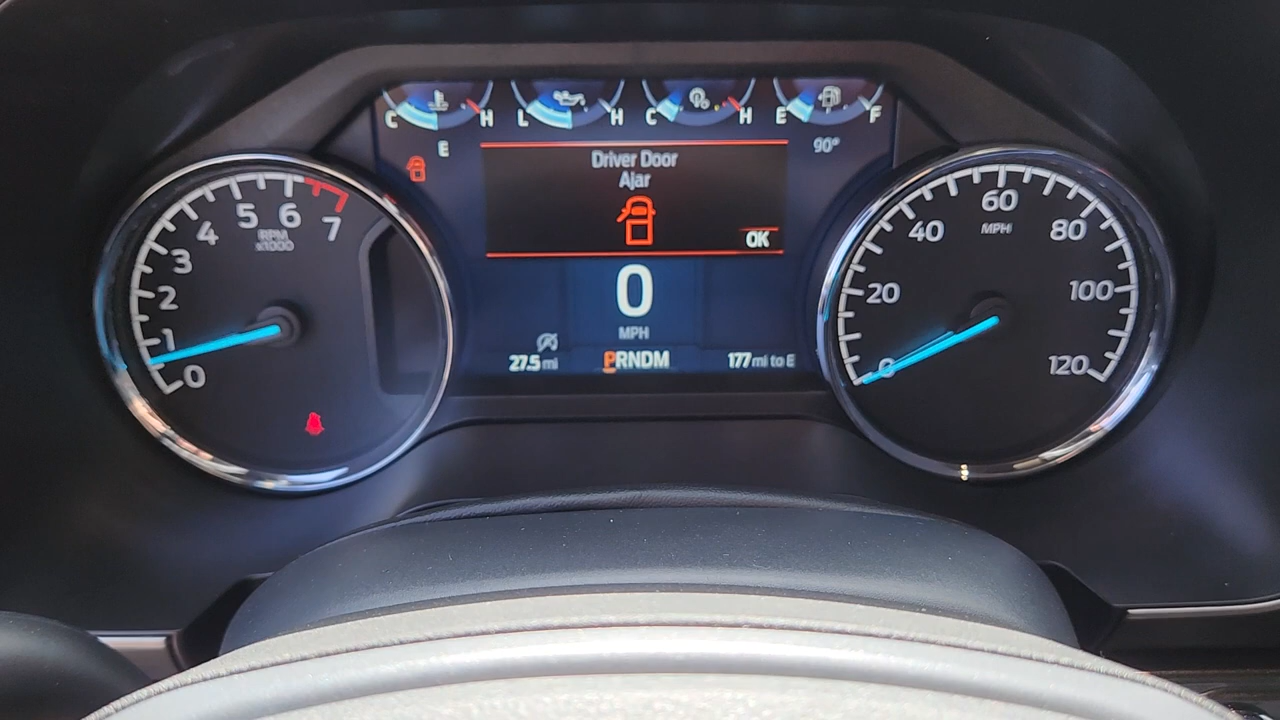 C H L H C H E F
E
90°
Driver Door
Ajar
OK
0
MPH
27.5 mi
PRNDM
177 mi to E
0 1 2 3 4 5 6 7
RPM
x1000
0 20 40 60 80 100 120
MPH